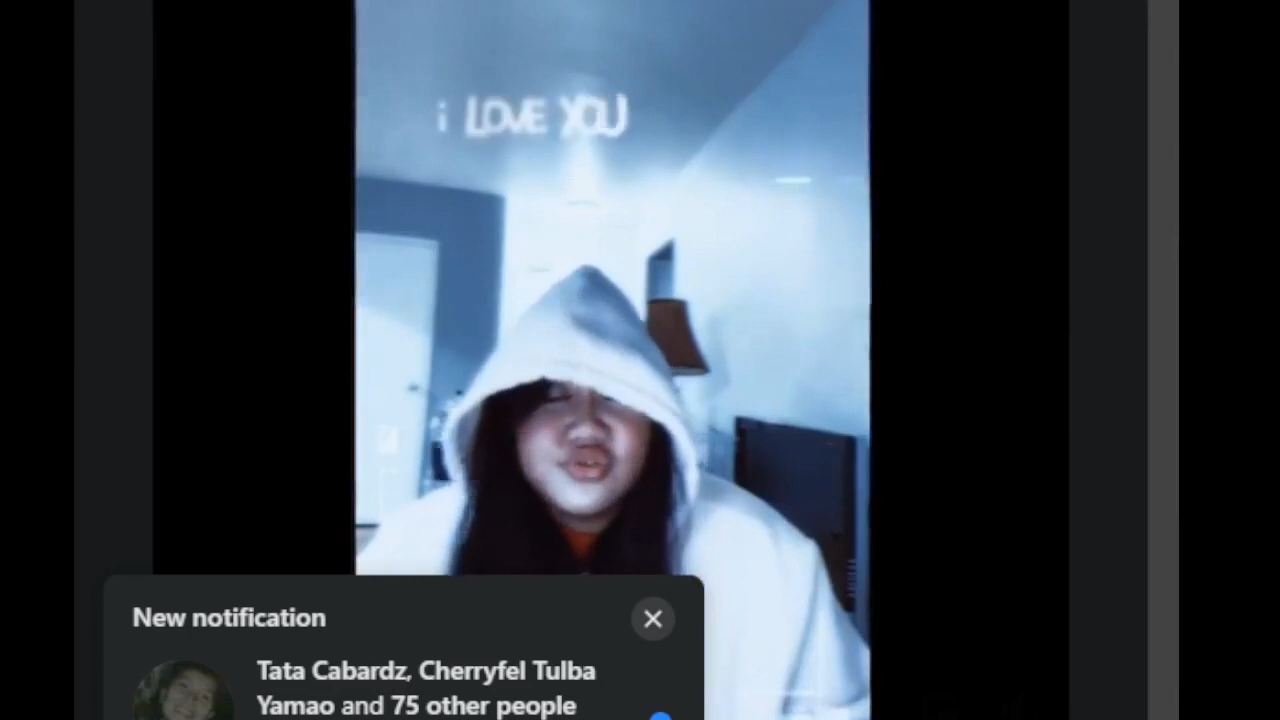 i LOVE YOU
New notification
Tata Cabardz, Cherryfel Tulba
Yamao and 75 other people